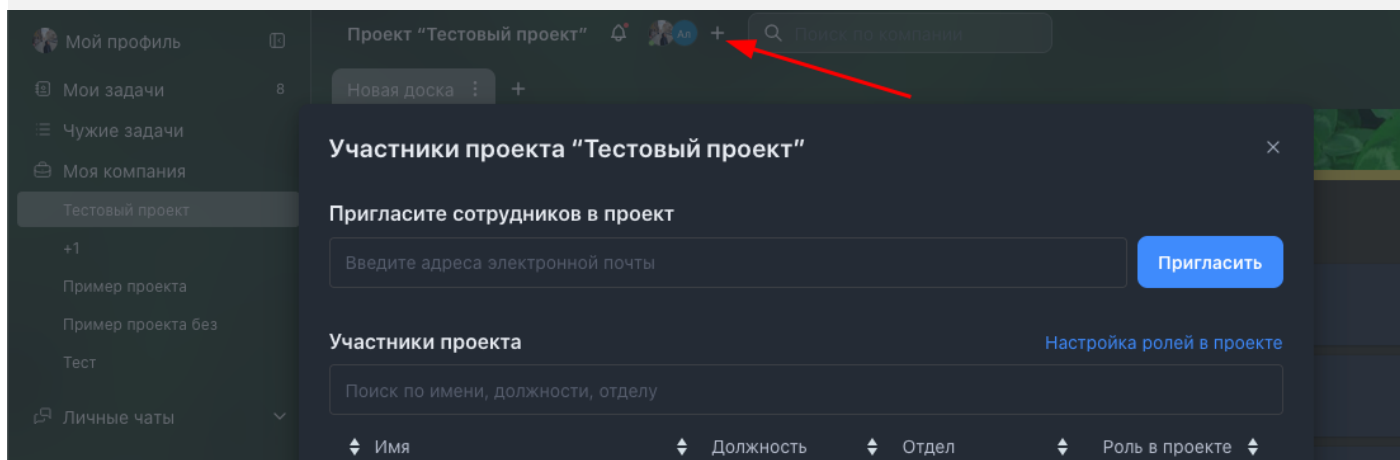 Мой профиль
Проект “Тестовый проект”
Ал
+
Поиск по компании
Мои задачи
8
Новая доска
+
Чужие задачи
Моя компания
Тестовый проект
+1
Пример проекта
Пример проекта без
Тест
Личные чаты
Участники проекта “Тестовый проект”
Пригласите сотрудников в проект
Введите адреса электронной почты
Пригласить
Участники проекта
Настройка ролей в проекте
Поиск по имени, должности, отделу
Имя
Должность
Отдел
Роль в проекте